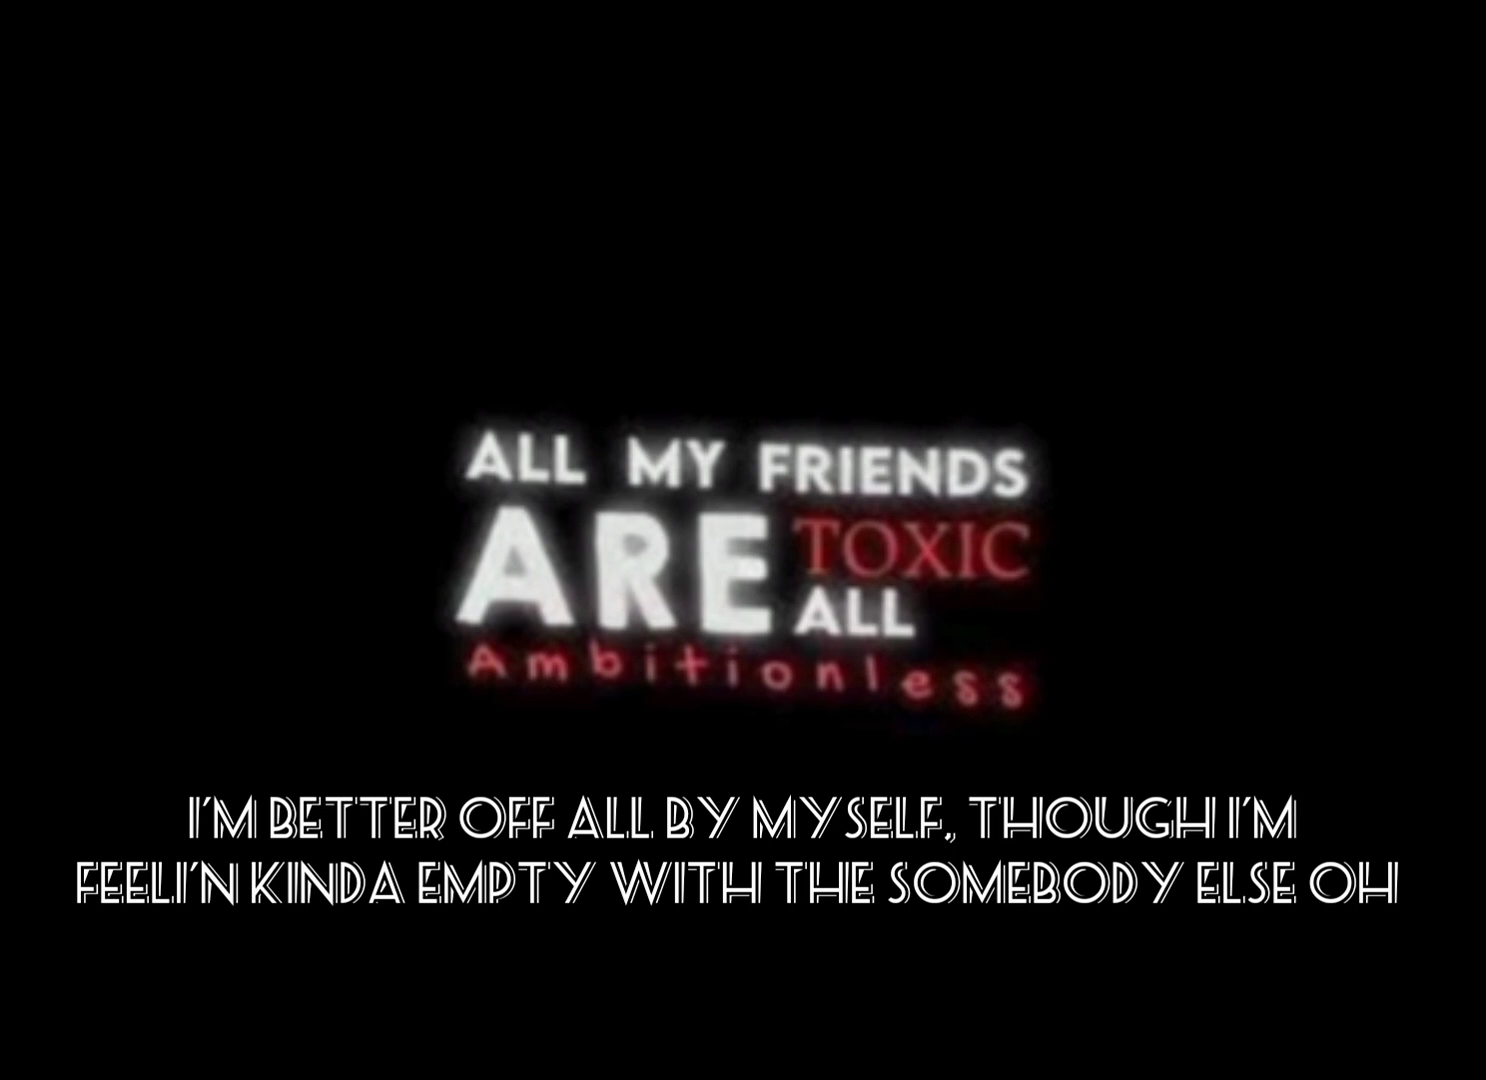 ALL MY FRIENDS
ARE TOXIC
ALL
Ambitionless
I'M BETTER OFF ALL BY MYSELF,, THOUGH I'M
FEELI'N KINDA EMPTY WITH THE SOMEBODY ELSE OH